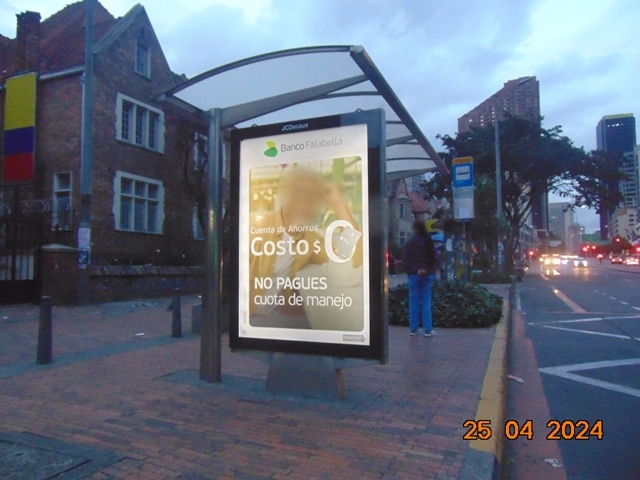 JCDecaux
Banco Falabella
Cuenta de Ahorros
Costo $0
NO PAGUES
cuota de manejo
25 04 2024